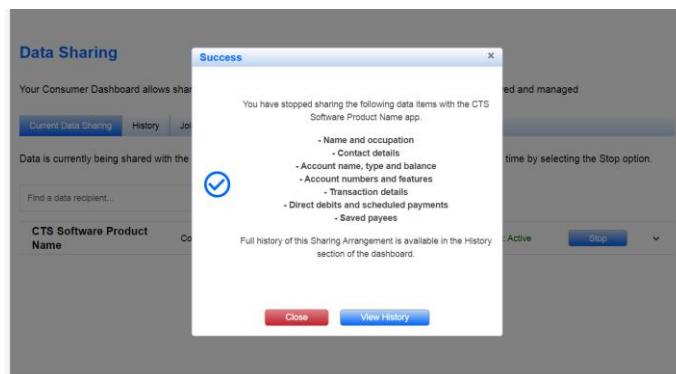 Data Sharing
Your Consumer Dashboard allows shar
ed and managed
Current Data Sharing
History
Joi
Data is currently being shared with the
time by selecting the Stop option.
Find a data recipient...
CTS Software Product
Name
Co
: Active
Stop
Success
x
You have stopped sharing the following data items with the CTS
Software Product Name app.
- Name and occupation
- Contact details
- Account name, type and balance
- Account numbers and features
- Transaction details
- Direct debits and scheduled payments
- Saved payees
Full history of this Sharing Arrangement is available in the History
section of the dashboard.
Close
View History